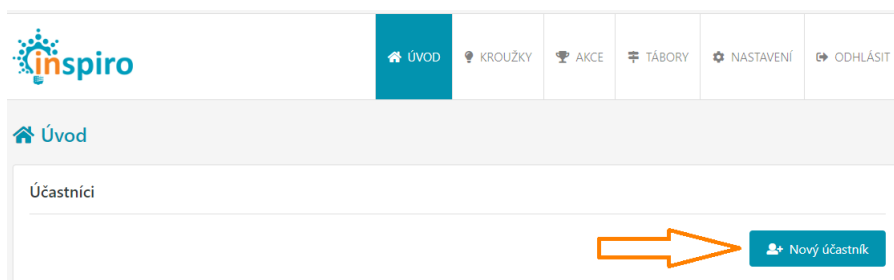 inspiro
ÚVOD
KROUŽKY
AKCE
TÁBORY
NASTAVENÍ
ODHLÁSIT
Úvod
Účastníci
Nový účastník